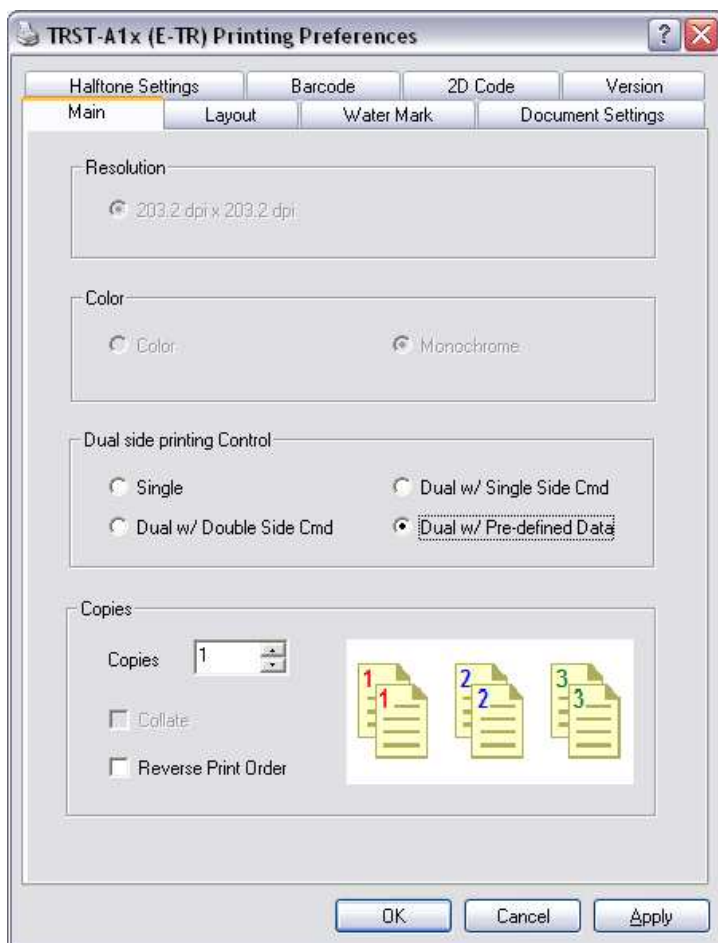 TRST-A1x (E-TR) Printing Preferences
Halftone Settings Barcode 2D Code Version
Main Layout Water Mark Document Settings
Resolution
203.2 dpi x 203.2 dpi
Color
Color Monochrome
Dual side printing Control
Single Dual w/ Single Side Cmd
Dual w/ Double Side Cmd Dual w/ Pre-defined Data
Copies
Copies 1
1 1 2 2 3 3
Collate
Reverse Print Order
OK Cancel Apply